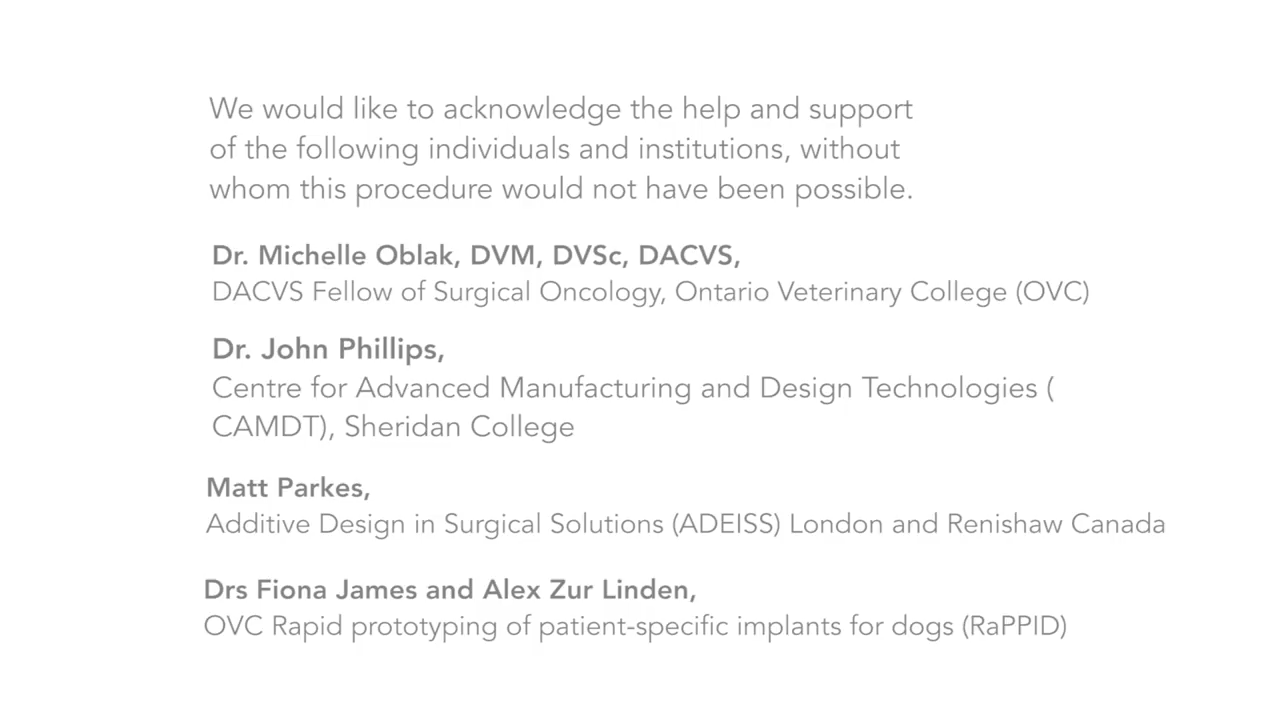 We would like to acknowledge the help and support
of the following individuals and institutions, without
whom this procedure would not have been possible.
Dr. Michelle Oblak, DVM, DVSc, DACVS,
DACVS Fellow of Surgical Oncology, Ontario Veterinary College (OVC)
Dr. John Phillips,
Centre for Advanced Manufacturing and Design Technologies (
CAMDT), Sheridan College
Matt Parkes,
Additive Design in Surgical Solutions (ADEISS) London and Renishaw Canada
Drs Fiona James and Alex Zur Linden,
OVC Rapid prototyping of patient-specific implants for dogs (RaPPID)